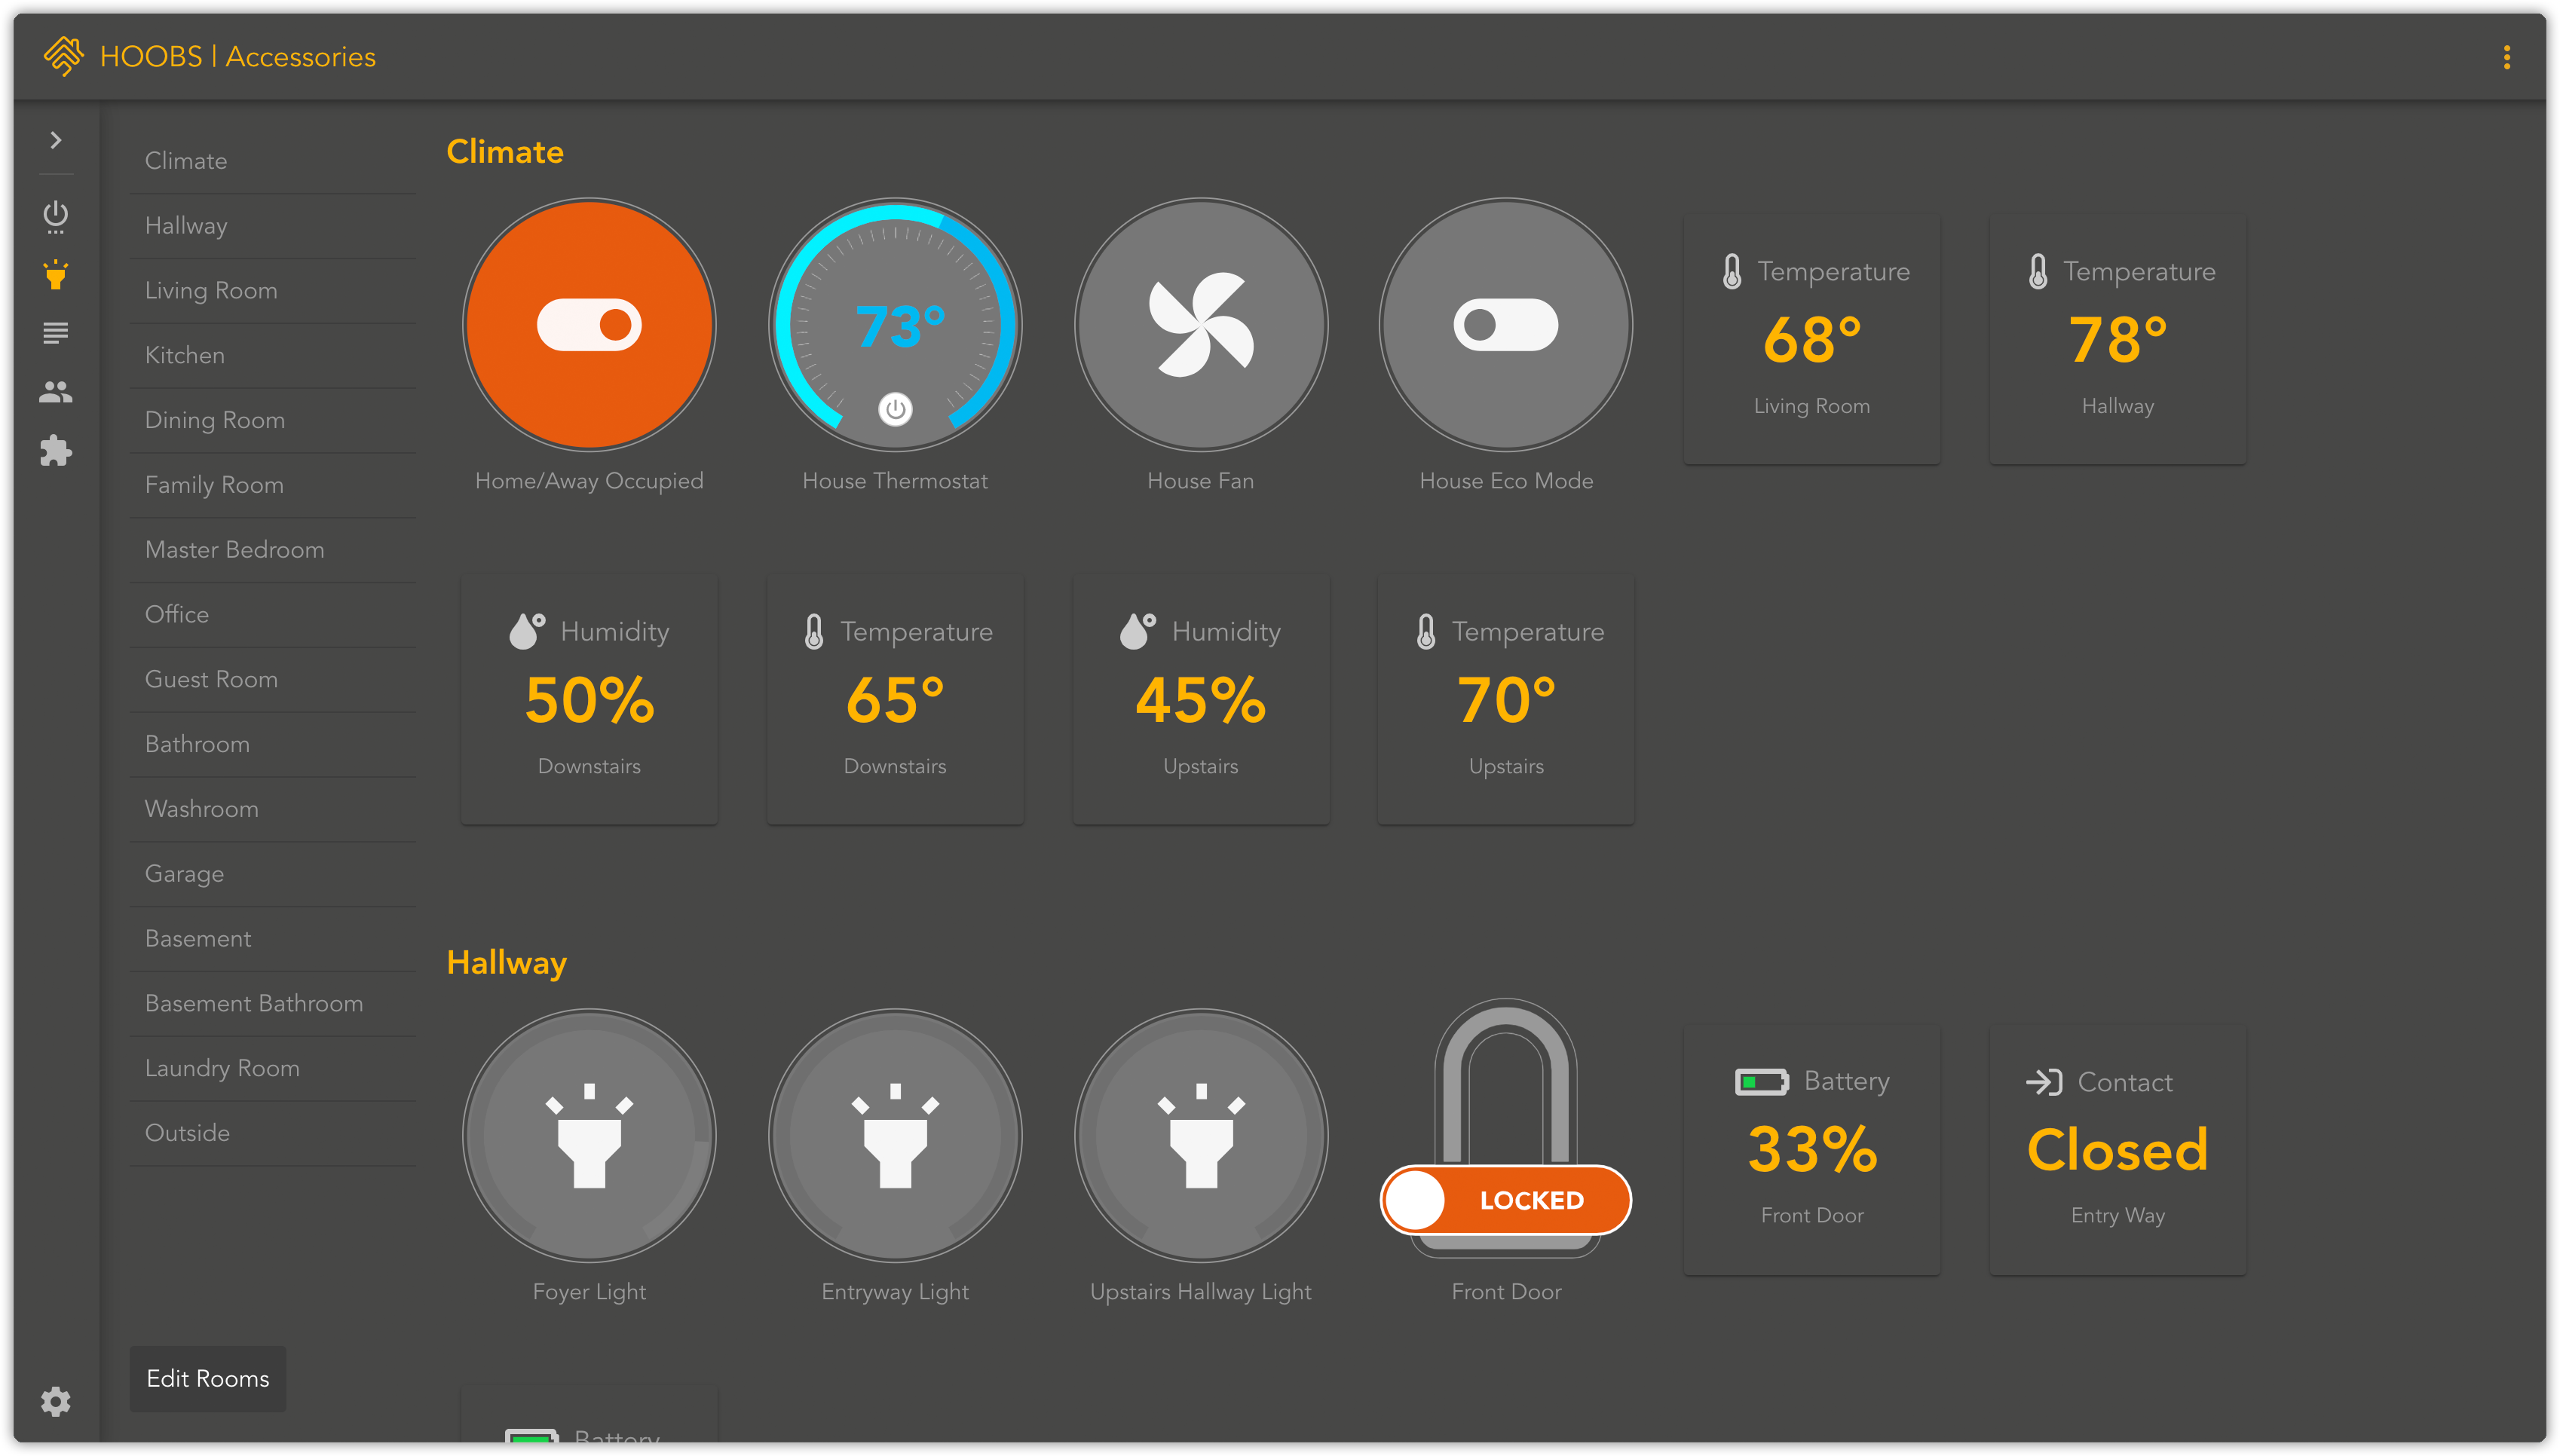 HOOBS | Accessories
Climate
Hallway
Living Room
Kitchen
Dining Room
Family Room
Master Bedroom
Office
Guest Room
Bathroom
Washroom
Garage
Basement
Basement Bathroom
Laundry Room
Outside
Edit Rooms
Climate
73°
Home/Away Occupied
House Thermostat
House Fan
House Eco Mode
Temperature
68°
Living Room
Temperature
78°
Hallway
Humidity
50%
Downstairs
Temperature
65°
Downstairs
Humidity
45%
Upstairs
Temperature
70°
Upstairs
Hallway
Foyer Light
Entryway Light
Upstairs Hallway Light
LOCKED
Front Door
Battery
33%
Front Door
Contact
Closed
Entry Way
Battery